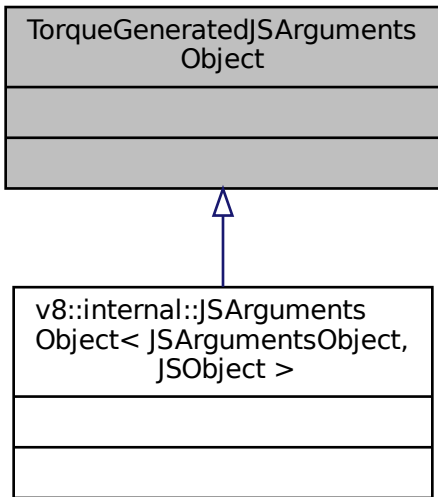 TorqueGeneratedJSArguments
Object
v8::internal::JSArguments
Object< JSArgumentsObject,
JSObject >